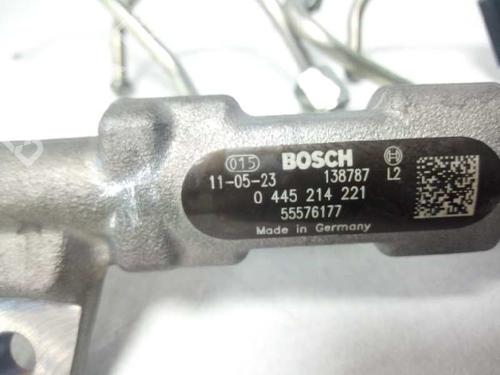 015 BOSCH
11-05-23 138787 L2
0 445 214 221
55576177
Made in Germany